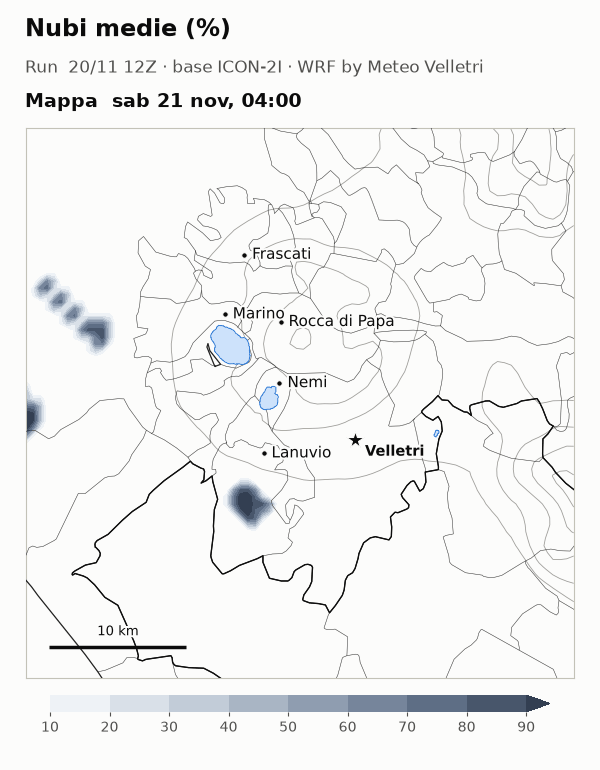 Nubi medie (%)
Run  20/11 12Z · base ICON-2I · WRF by Meteo Velletri
Mappa  sab 21 nov, 04:00
Frascati
Marino
Rocca di Papa
Nemi
Velletri
Lanuvio
10 km
10 20 30 40 50 60 70 80 90